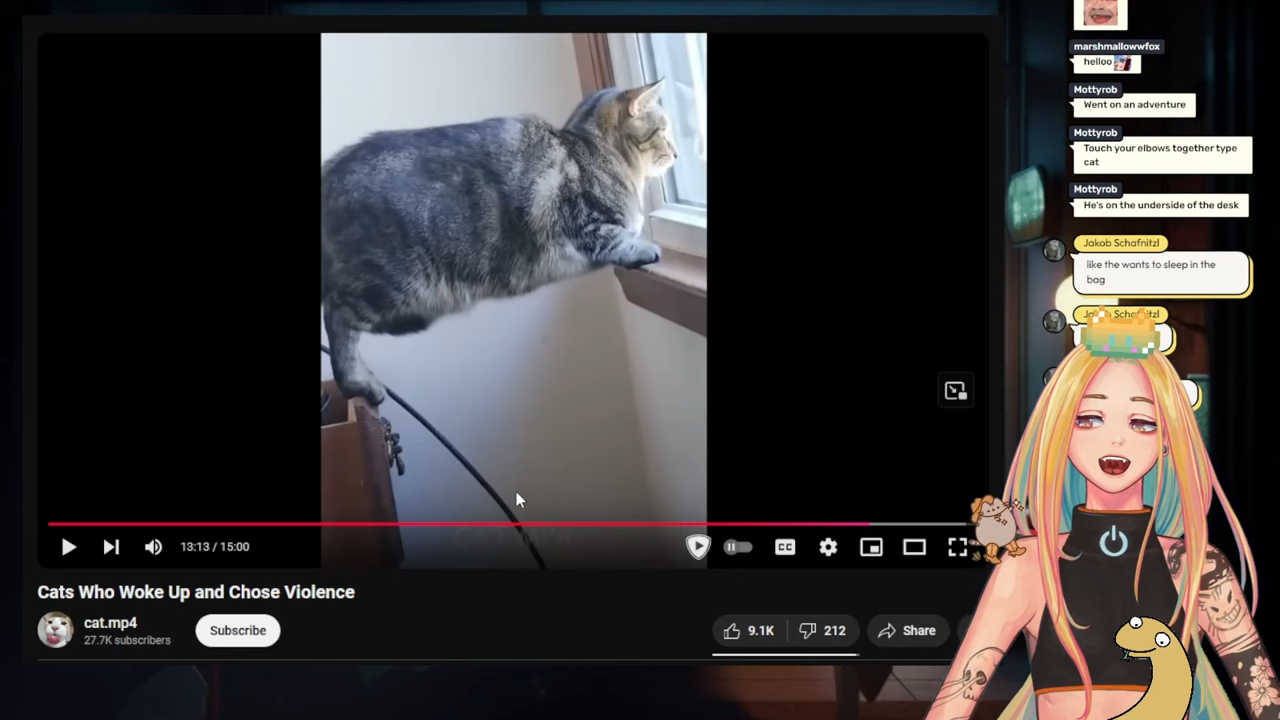 marshmallowwfox
helloo
Mottyrob
Went on an adventure
Mottyrob
Touch your elbows together type
cat
Mottyrob
He's on the underside of the desk
Jakob Schafnitzl
like the wants to sleep in the
bag
13:13 / 15:00
CC
Cats Who Woke Up and Chose Violence
cat.mp4
27.7K subscribers
Subscribe
9.1K
212
Share